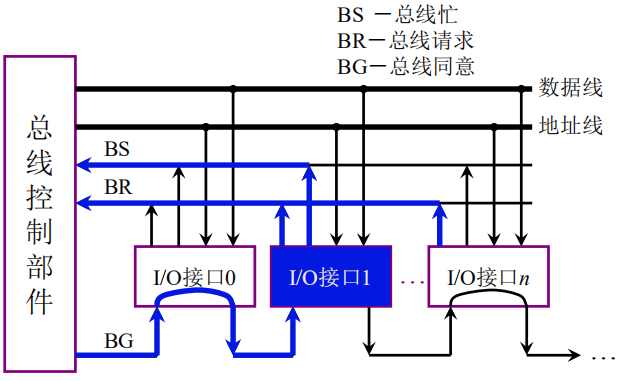 BS －总线忙
BR－总线请求
BG－总线同意
数据线
地址线
BS
BR
总线控制部件
I/O接口0
I/O接口1
…
I/O接口n
BG
…